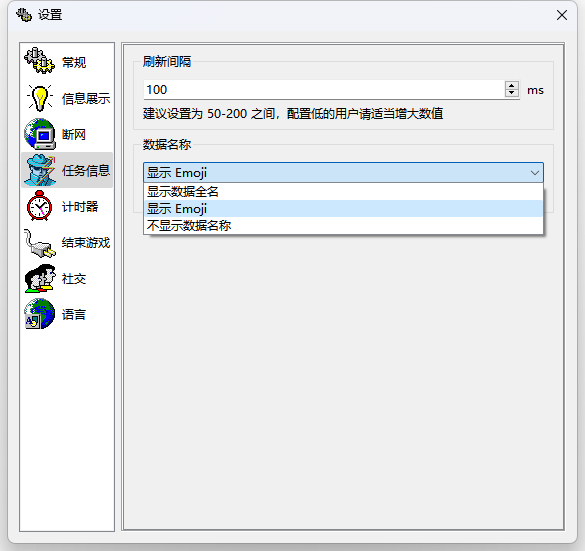 设置
常规
信息展示
断网
任务信息
计时器
结束游戏
社交
语言
刷新间隔
100
ms
建议设置为 50-200 之间，配置低的用户请适当增大数值
数据名称
显示 Emoji
显示数据全名
显示 Emoji
不显示数据名称